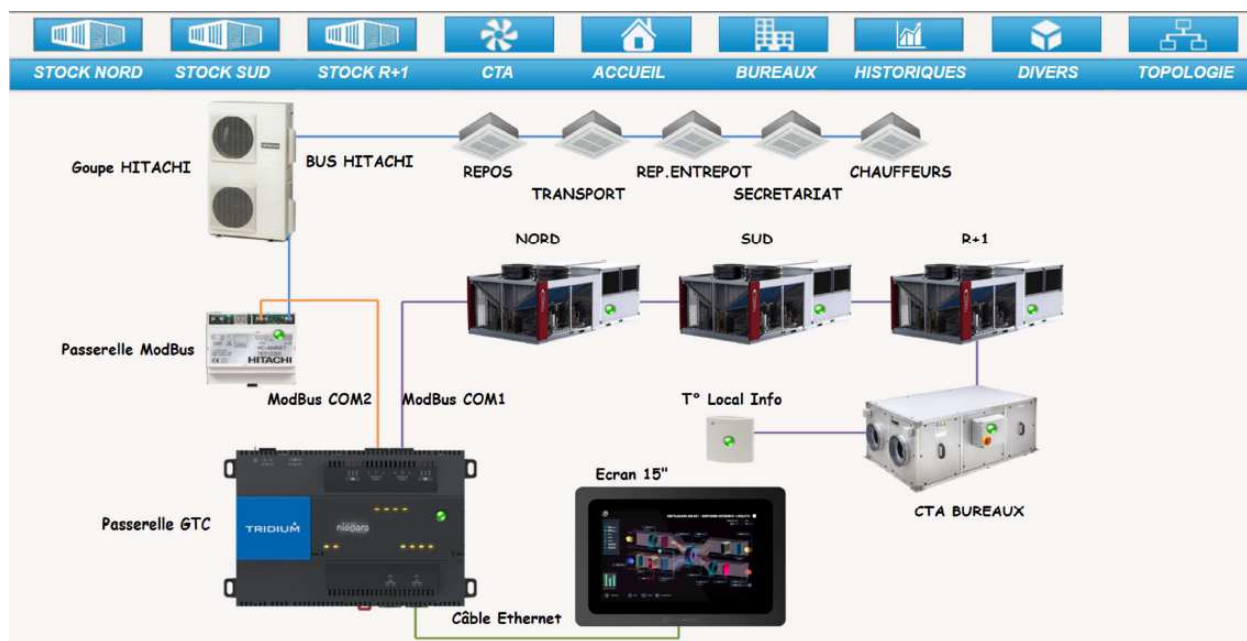 STOCK NORD STOCK SUD STOCK R+1 CTA ACCUEIL BUREAUX HISTORIQUES DIVERS TOPOLOGIE
Goupe HITACHI
BUS HITACHI
REPOS
TRANSPORT
REP.ENTREPOT
SECRETARIAT
CHAUFFEURS
NORD SUD R+1
Passerelle ModBus
HITACHI
ModBus COM2
ModBus COM1
T° Local Info
Ecran 15"
Passerelle GTC
TRIDIUM
niagara
CTA BUREAUX
Câble Ethernet